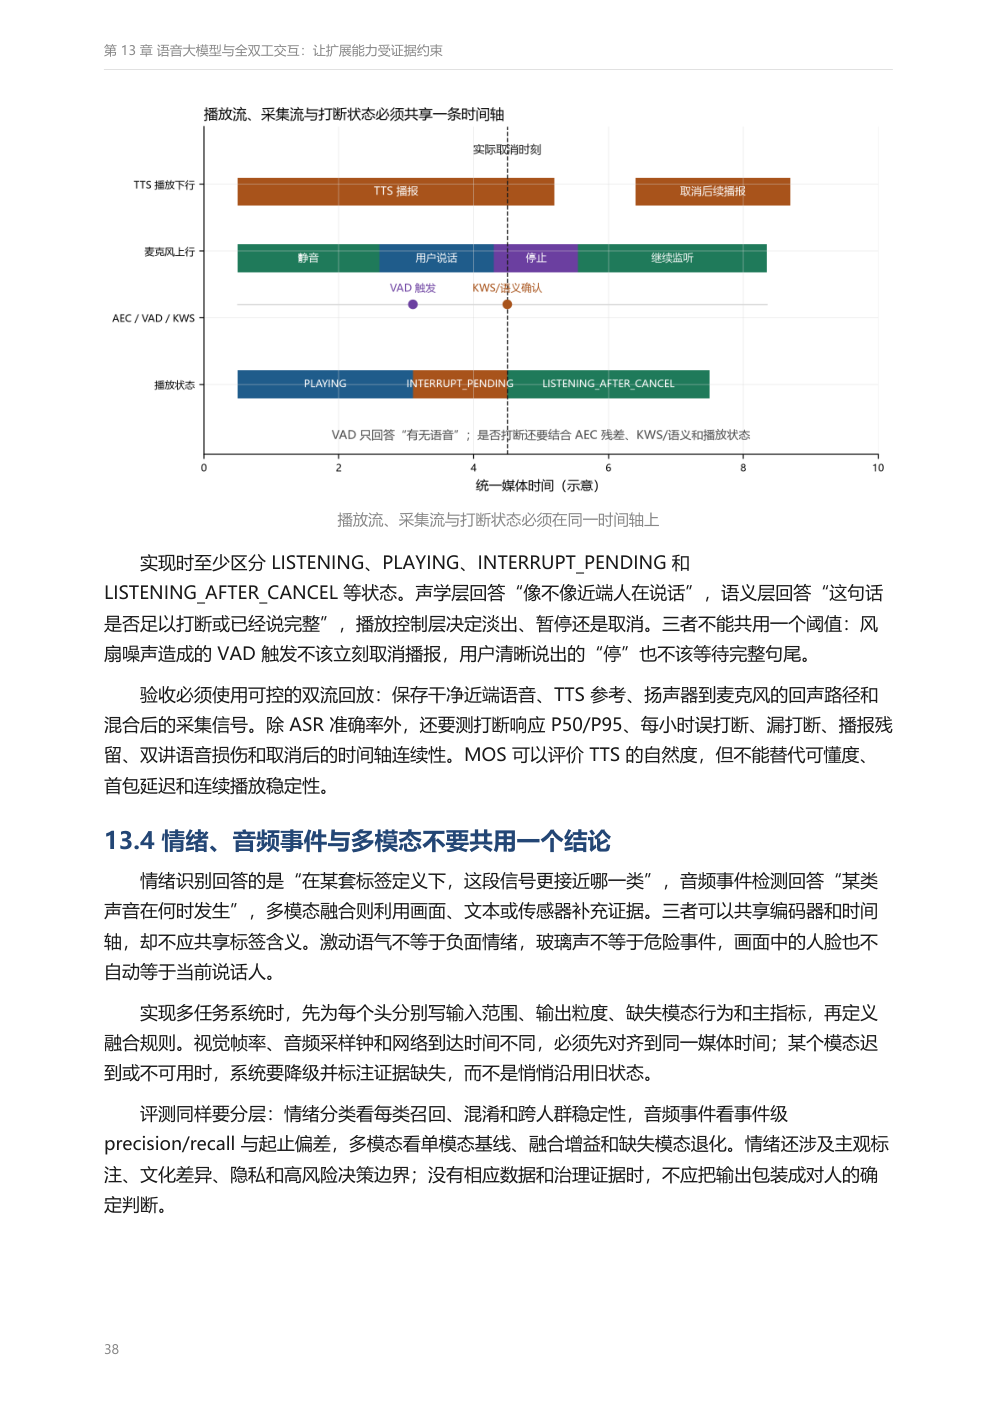 第 13 章 语音大模型与全双工交互：让扩展能力受证据约束
播放流、采集流与打断状态必须共享一条时间轴
实际取消时刻
TTS 播放下行
TTS 播报
取消后续播报
麦克风上行
静音
用户说话
停止
继续监听
VAD 触发
KWS/语义确认
AEC / VAD / KWS
播放状态
PLAYING
INTERRUPT_PENDING
LISTENING_AFTER_CANCEL
VAD 只回答“有无语音”；是否打断还要结合 AEC 残差、KWS/语义和播放状态
0 2 4 6 8 10
统一媒体时间（示意）
播放流、采集流与打断状态必须在同一时间轴上
实现时至少区分 LISTENING、PLAYING、INTERRUPT_PENDING 和
LISTENING_AFTER_CANCEL 等状态。声学层回答“像不像近端人在说话”，语义层回答“这句话
是否足以打断或已经说完整”，播放控制层决定淡出、暂停还是取消。三者不能共用一个阈值：风
扇噪声造成的 VAD 触发不该立刻取消播报，用户清晰说出的“停”也不该等待完整句尾。
验收必须使用可控的双流回放：保存干净近端语音、TTS 参考、扬声器到麦克风的回声路径和
混合后的采集信号。除 ASR 准确率外，还要测打断响应 P50/P95、每小时误打断、漏打断、播报残
留、双讲语音损伤和取消后的时间轴连续性。MOS 可以评价 TTS 的自然度，但不能替代可懂度、
首包延迟和连续播放稳定性。
13.4 情绪、音频事件与多模态不要共用一个结论
情绪识别回答的是“在某套标签定义下，这段信号更接近哪一类”，音频事件检测回答“某类
声音在何时发生”，多模态融合则利用画面、文本或传感器补充证据。三者可以共享编码器和时间
轴，却不应共享标签含义。激动语气不等于负面情绪，玻璃声不等于危险事件，画面中的人脸也不
自动等于当前说话人。
实现多任务系统时，先为每个头分别写输入范围、输出粒度、缺失模态行为和主指标，再定义
融合规则。视觉帧率、音频采样钟和网络到达时间不同，必须先对齐到同一媒体时间；某个模态迟
到或不可用时，系统要降级并标注证据缺失，而不是悄悄沿用旧状态。
评测同样要分层：情绪分类看每类召回、混淆和跨人群稳定性，音频事件看事件级
precision/recall 与起止偏差，多模态看单模态基线、融合增益和缺失模态退化。情绪还涉及主观标
注、文化差异、隐私和高风险决策边界；没有相应数据和治理证据时，不应把输出包装成对人的确
定判断。
38